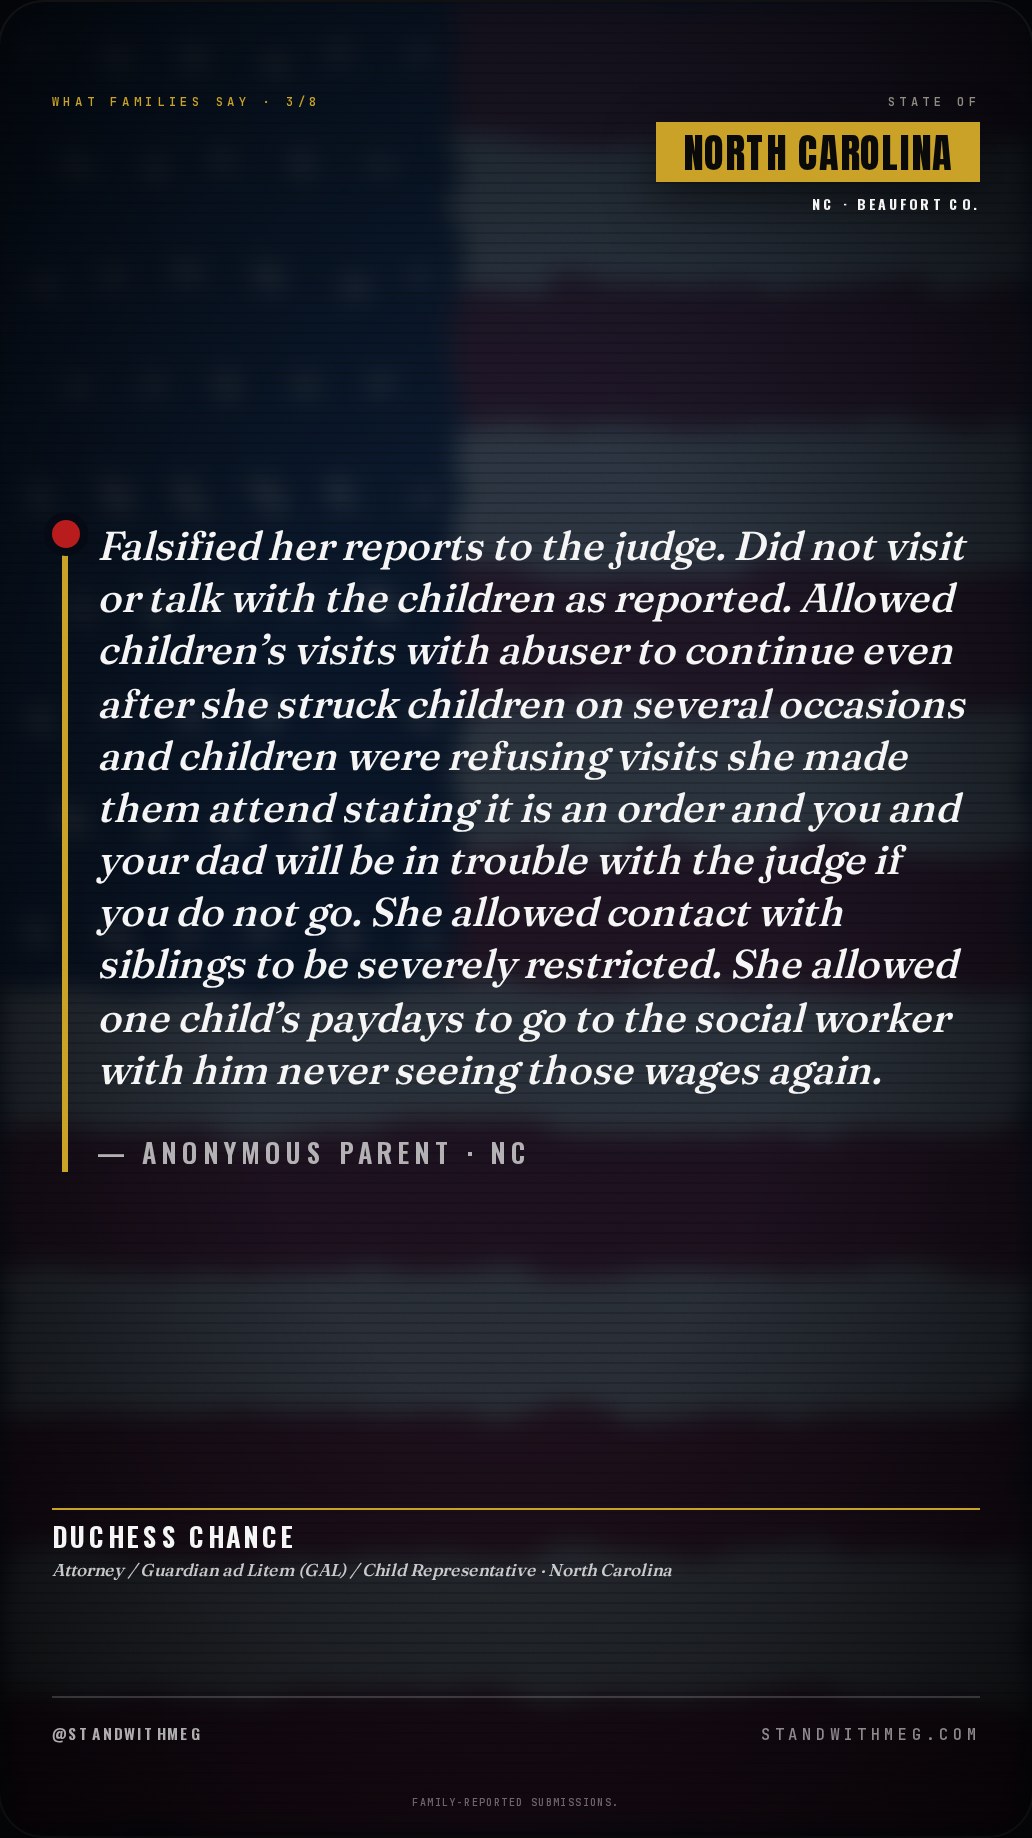 WHAT FAMILIES SAY · 3/8
STATE OF
NORTH CAROLINA
NC · BEAUFORT CO.
Falsified her reports to the judge. Did not visit
or talk with the children as reported. Allowed
children’s visits with abuser to continue even
after she struck children on several occasions
and children were refusing visits she made
them attend stating it is an order and you and
your dad will be in trouble with the judge if
you do not go. She allowed contact with
siblings to be severely restricted. She allowed
one child’s paydays to go to the social worker
with him never seeing those wages again.
— ANONYMOUS PARENT · NC
DUCHESS CHANCE
Attorney / Guardian ad Litem (GAL) / Child Representative · North Carolina
@STANDWITHMEG
STANDWITHMEG.COM
FAMILY-REPORTED SUBMISSIONS.